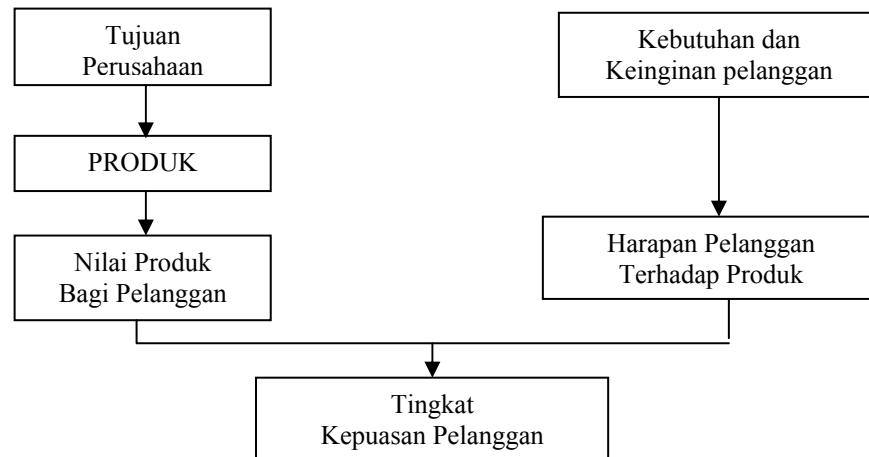 Tujuan
Perusahaan
Kebutuhan dan
Keinginan pelanggan
PRODUK
Nilai Produk
Bagi Pelanggan
Harapan Pelanggan
Terhadap Produk
Tingkat
Kepuasan Pelanggan